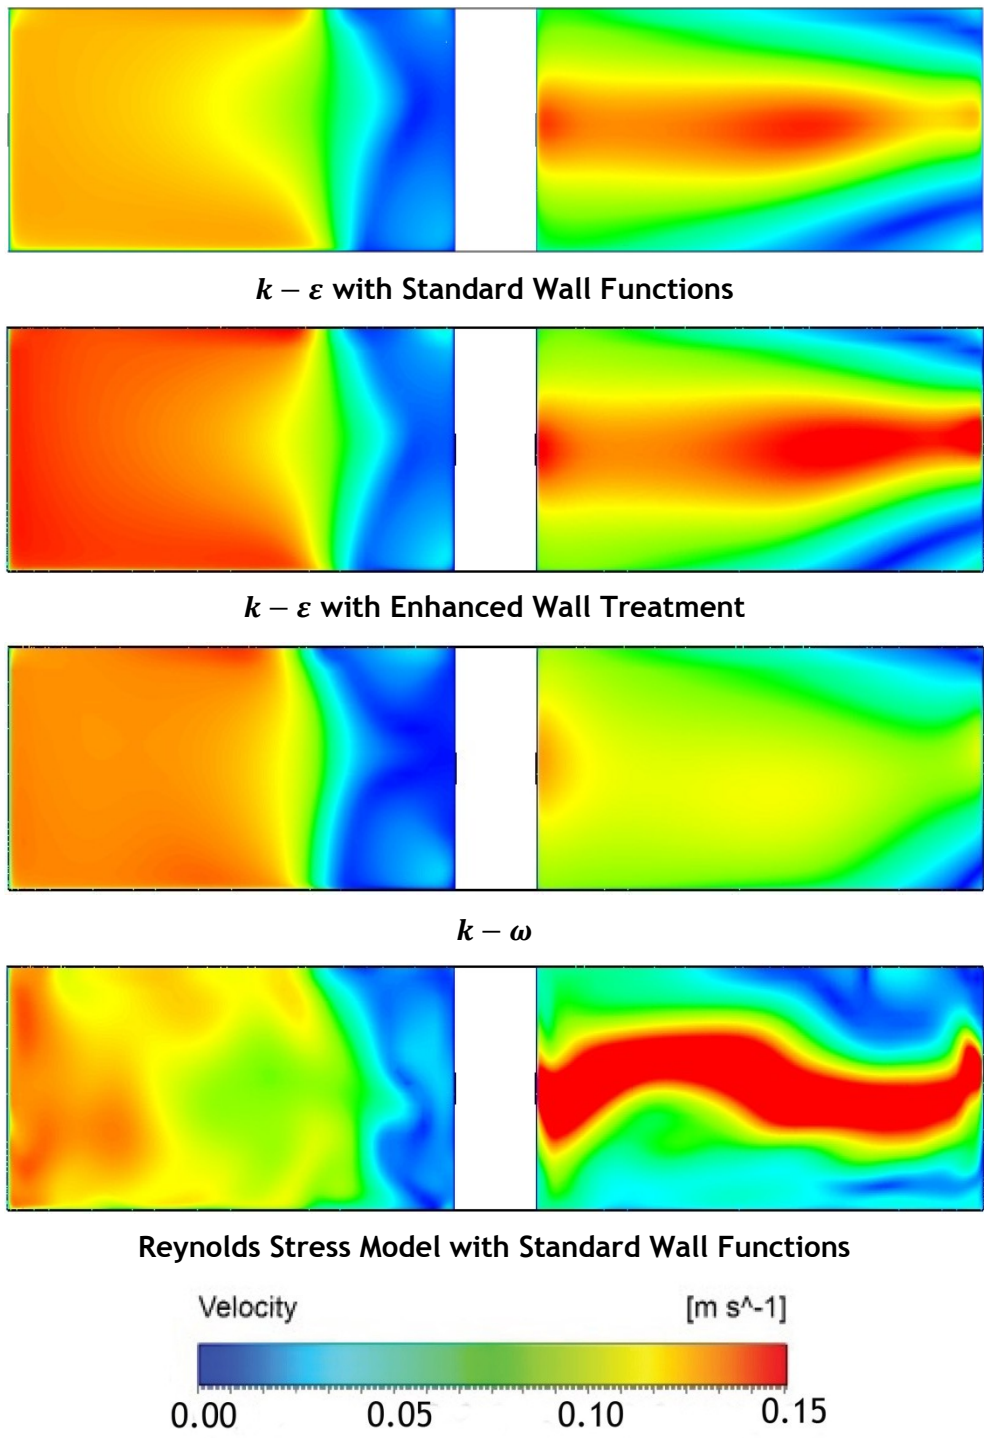 k − ε with Standard Wall Functions
k − ε with Enhanced Wall Treatment
k − ω
Reynolds Stress Model with Standard Wall Functions
Velocity [m s^-1]
0.00 0.05 0.10 0.15